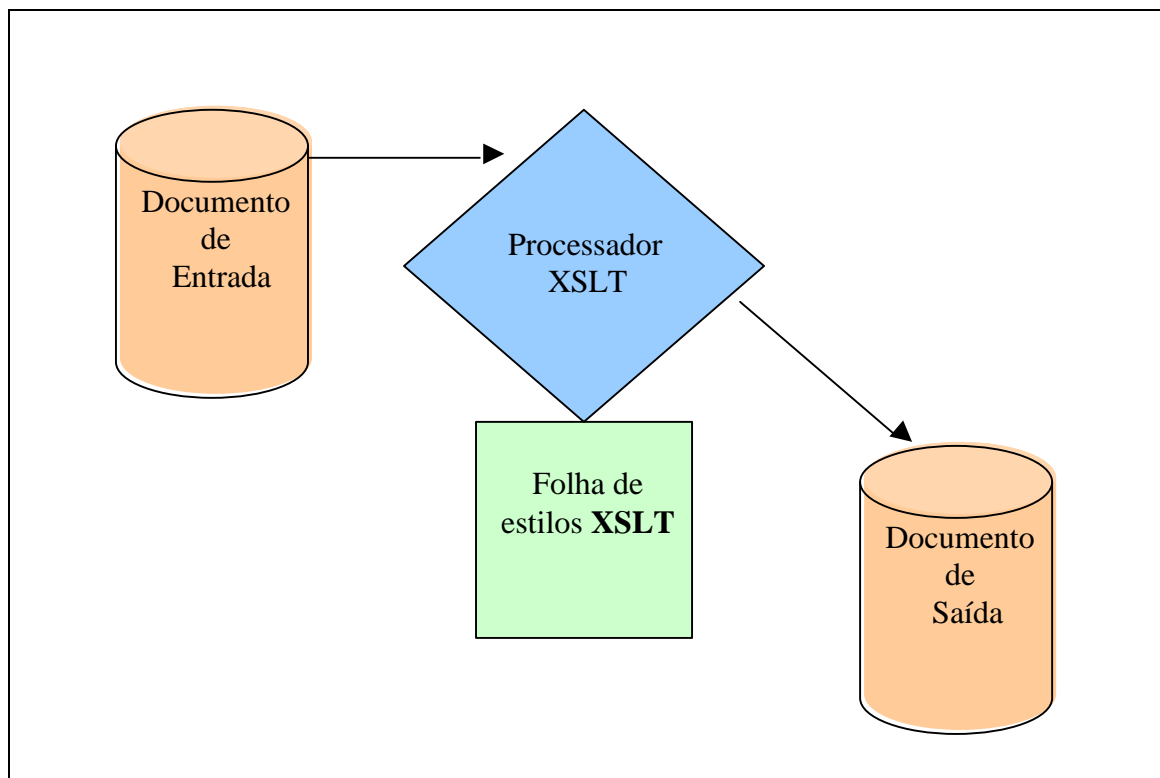 Documento
de
Entrada
Processador
XSLT
Folha de
estilos XSLT
Documento
de
Saída